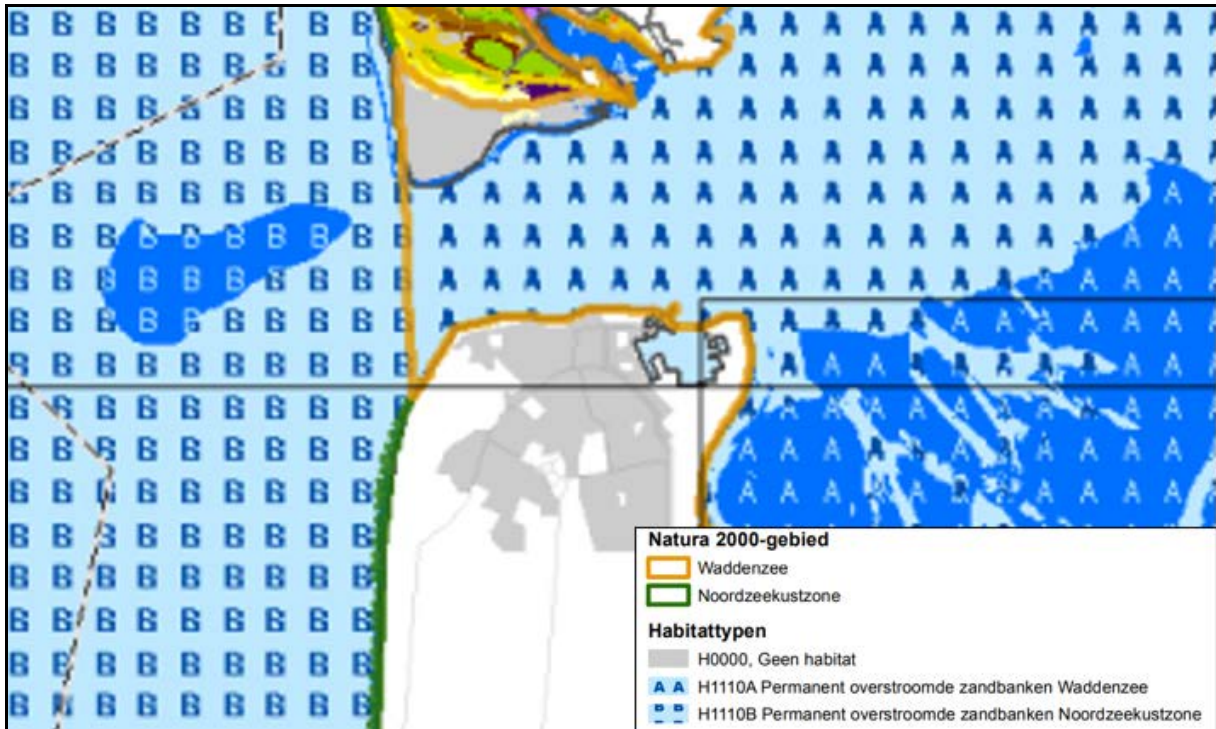 Natura 2000-gebied
Waddenzee
Noordzeekustzone
Habitattypen
H0000, Geen habitat
A A H1110A Permanent overstroomde zandbanken Waddenzee
B B H1110B Permanent overstroomde zandbanken Noordzeekustzone